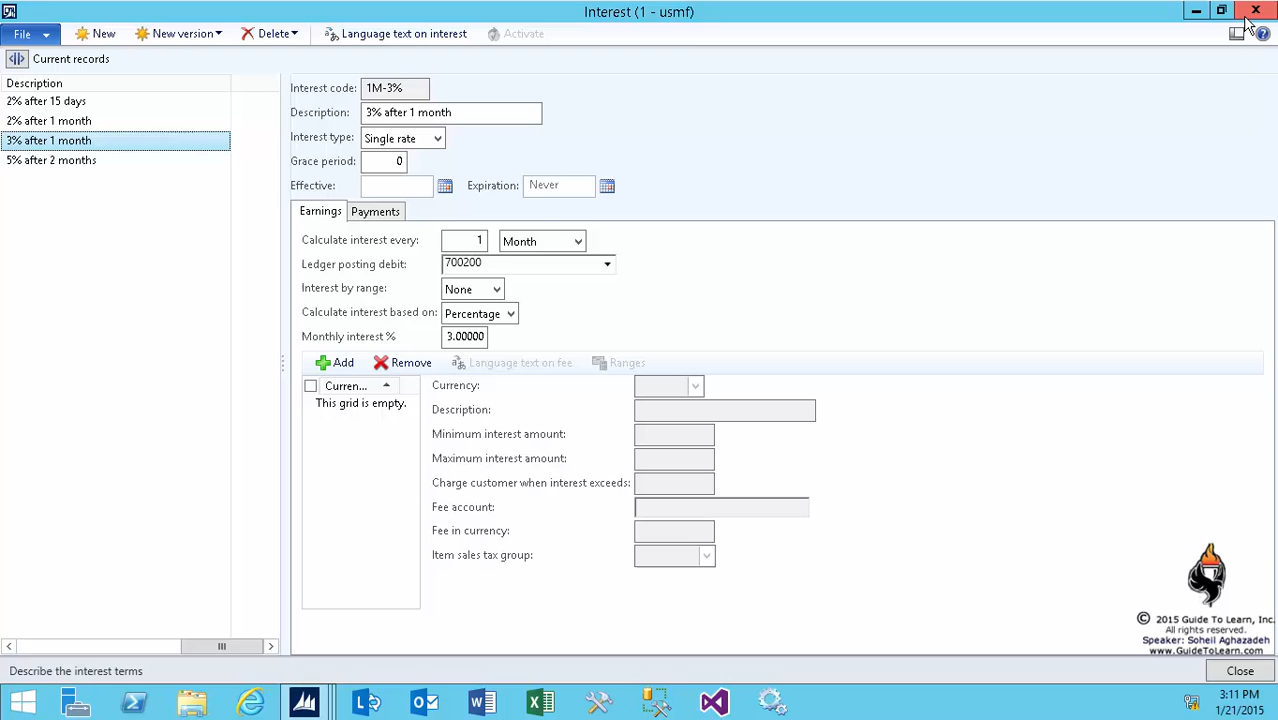 Interest (1 - usmf)
File New New version Delete Language text on interest Activate
Current records
Description
2% after 15 days
2% after 1 month
3% after 1 month
5% after 2 months
Interest code: 1M-3%
Description: 3% after 1 month
Interest type: Single rate
Grace period: 0
Effective: Expiration: Never
Earnings Payments
Calculate interest every: 1 Month
Ledger posting debit: 700200
Interest by range: None
Calculate interest based on: Percentage
Monthly interest % 3.00000
Add Remove Language text on fee Ranges
Curren...
This grid is empty.
Currency:
Description:
Minimum interest amount:
Maximum interest amount:
Charge customer when interest exceeds:
Fee account:
Fee in currency:
Item sales tax group:
© 2015 Guide To Learn, Inc.
All rights reserved.
Speaker: Soheil Aghazadeh
www.GuideToLearn.com
Describe the interest terms
Close
3:11 PM
1/21/2015